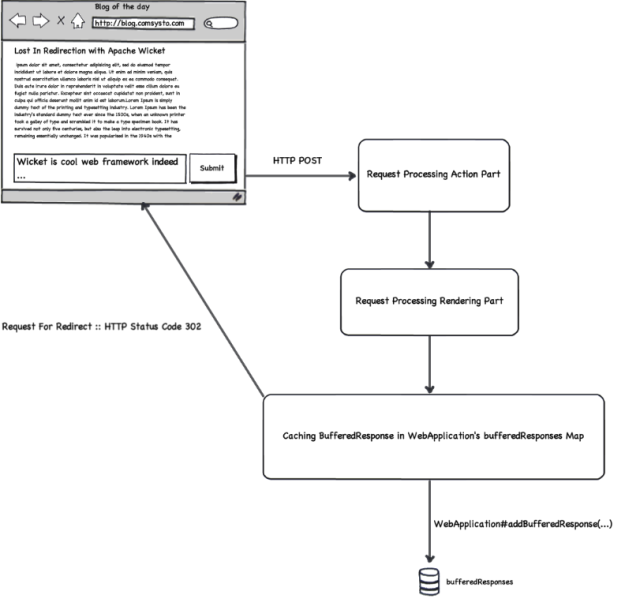 Blog of the day
X
http://blog.comsysto.com
Lost In Redirection with Apache Wicket
Ipsum dolor sit amet, consectetur adipisicing elit, sed do eiusmod tempor
incididunt ut labore et dolore magna aliqua. Ut enim ad minim veniam, quis
nostrud exercitation ullamco laboris nisi ut aliquip ex ea commodo consequat.
Duis aute irure dolor in reprehenderit in voluptate velit esse cillum dolore eu
fugiat nulla pariatur. Excepteur sint occaecat cupidatat non proident, sunt in
culpa qui officia deserunt mollit anim id est laborum.Lorem Ipsum is simply
dummy text of the printing and typesetting industry. Lorem Ipsum has been the
industry's standard dummy text ever since the 1500s, when an unknown printer
took a galley of type and scrambled it to make a type specimen book. It has
survived not only five centuries, but also the leap into electronic typesetting,
remaining essentially unchanged. It was popularised in the 1960s with the
Wicket is cool web framework indeed
...
Submit
HTTP POST
Request Processing Action Part
Request Processing Rendering Part
Request For Redirect :: HTTP Status Code 302
Caching BufferedResponse in WebApplication's bufferedResponses Map
WebApplication#addBufferedResponse(...)
bufferedResponses